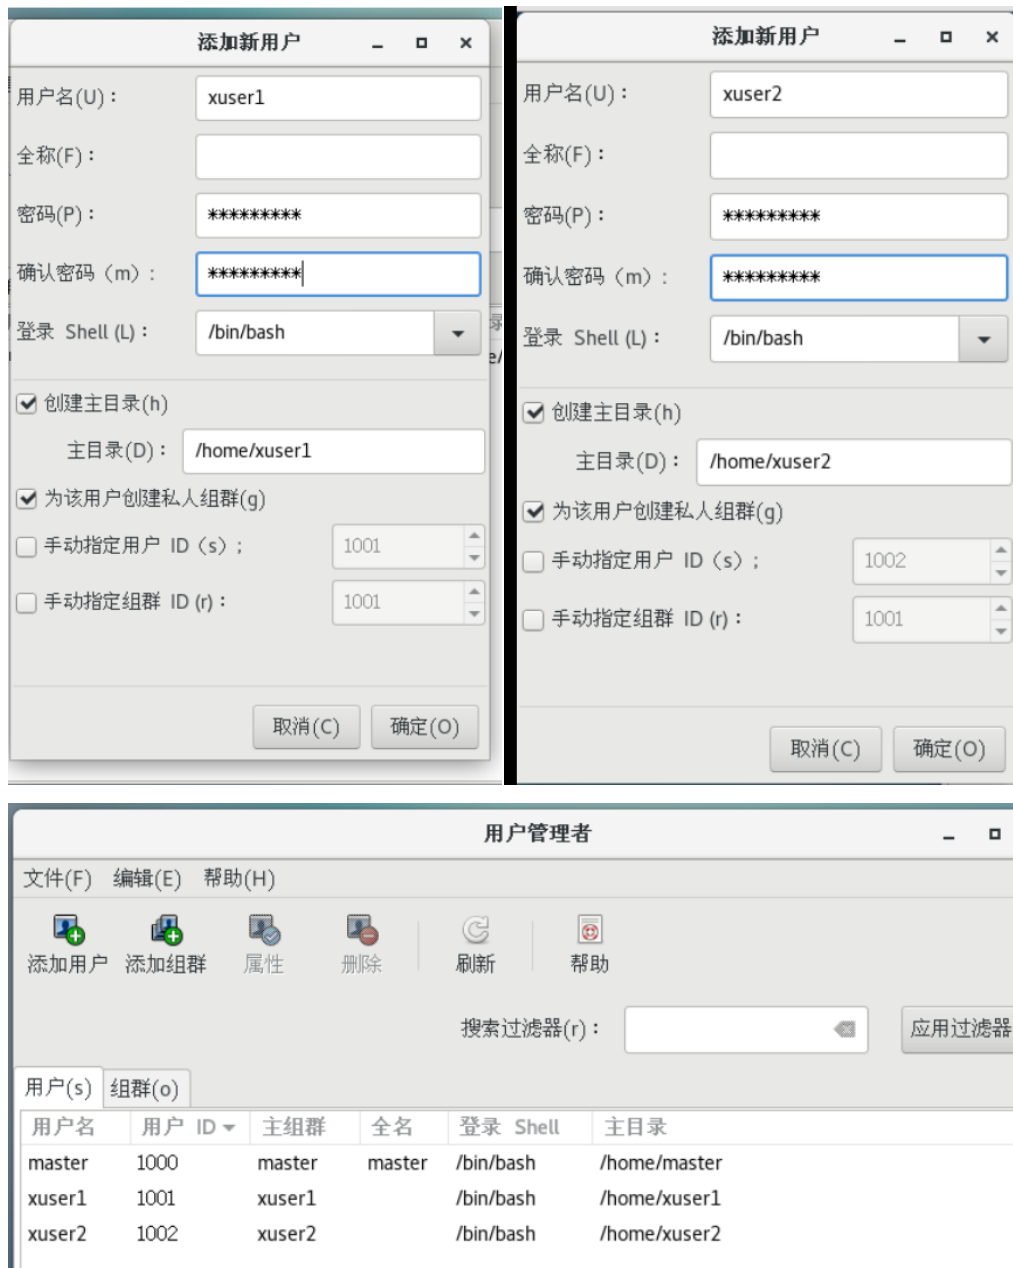 添加新用户
用户名(U)： xuser1
全称(F)：
密码(P)： *********
确认密码（m）: *********
登录 Shell (L)： /bin/bash
创建主目录(h)
主目录(D)： /home/xuser1
为该用户创建私人组群(g)
手动指定用户 ID（s）; 1001
手动指定组群 ID (r)： 1001
取消(C) 确定(O)
添加新用户
用户名(U)： xuser2
全称(F)：
密码(P)： *********
确认密码（m）: *********
登录 Shell (L)： /bin/bash
创建主目录(h)
主目录(D)： /home/xuser2
为该用户创建私人组群(g)
手动指定用户 ID（s）; 1002
手动指定组群 ID (r)： 1001
取消(C) 确定(O)
用户管理者
文件(F) 编辑(E) 帮助(H)
添加用户 添加组群 属性 删除 刷新 帮助
搜索过滤器(r)： 应用过滤器
用户(s) 组群(o)
用户名 用户 ID 主组群 全名 登录 Shell 主目录
master 1000 master master /bin/bash /home/master
xuser1 1001 xuser1 /bin/bash /home/xuser1
xuser2 1002 xuser2 /bin/bash /home/xuser2